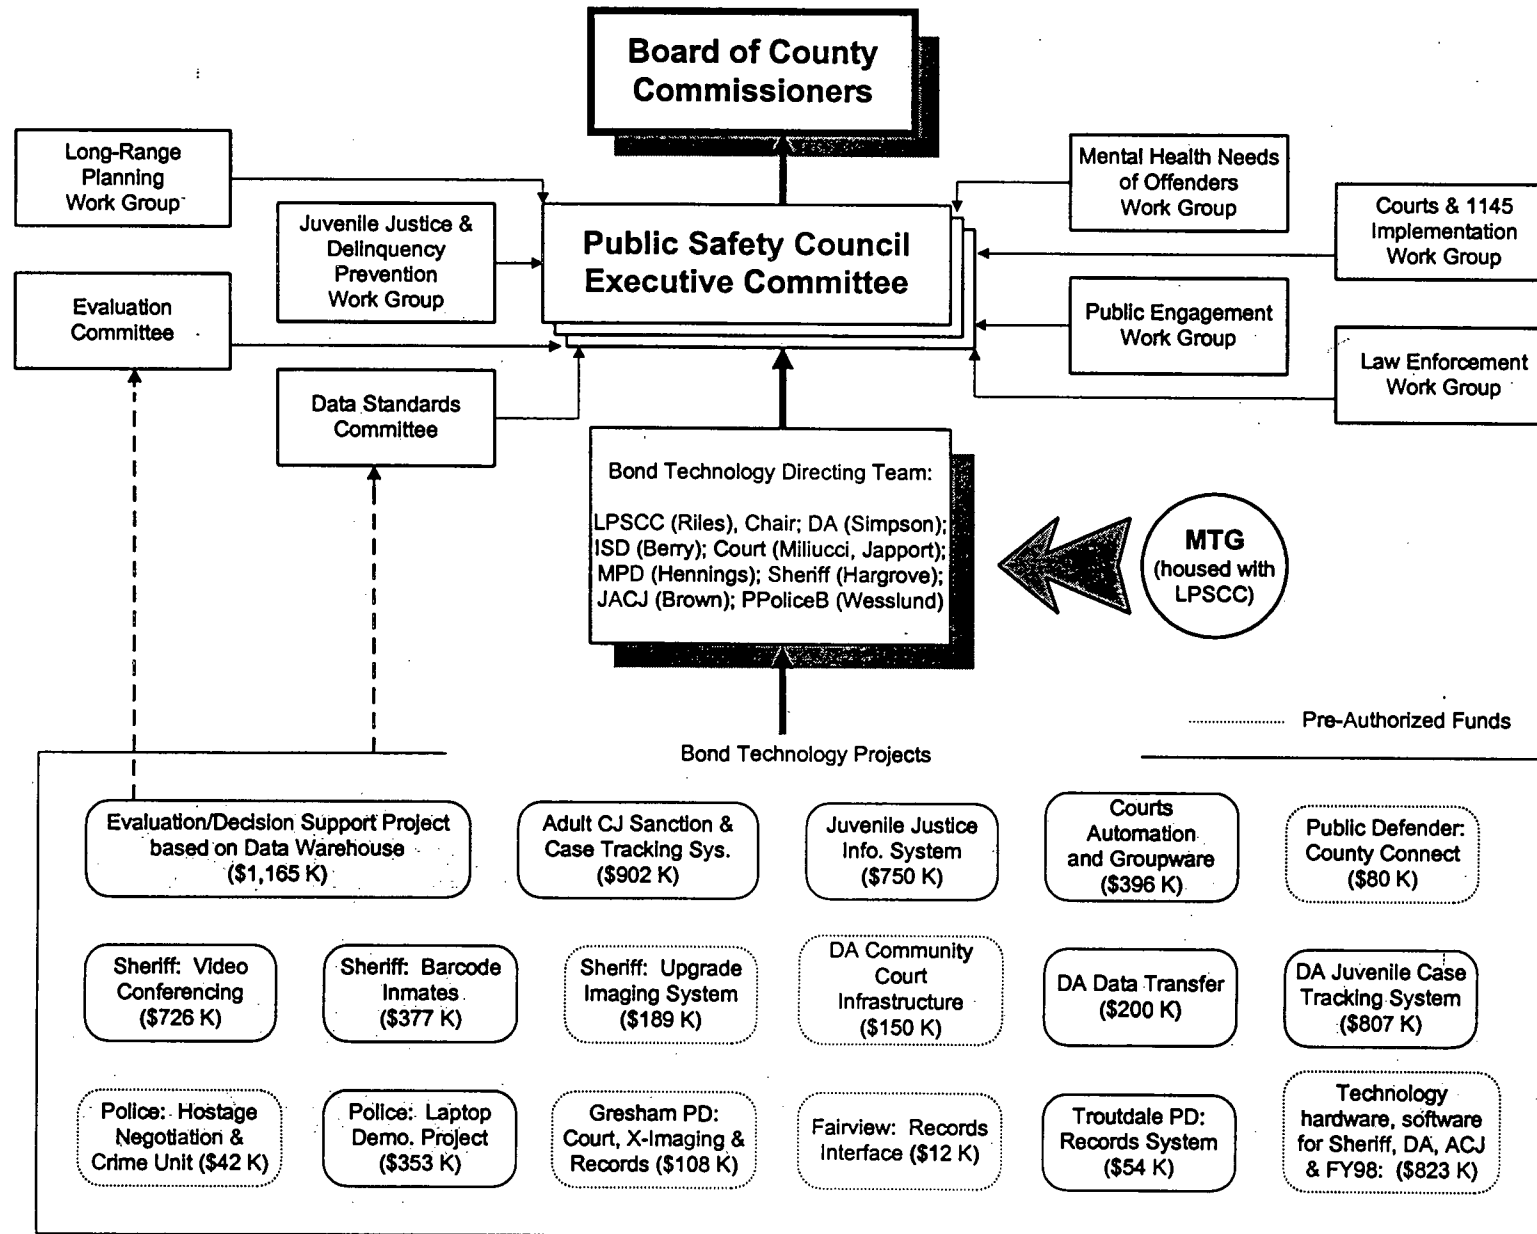 Board of County
Commissioners
Long-Range
Planning
Work Group
Juvenile Justice &
Delinquency
Prevention
Work Group
Evaluation
Committee
Data Standards
Committee
Public Safety Council
Executive Committee
Mental Health Needs
of Offenders
Work Group
Courts & 1145
Implementation
Work Group
Public Engagement
Work Group
Law Enforcement
Work Group
Bond Technology Directing Team:
LPSCC (Riles), Chair; DA (Simpson);
ISD (Berry); Court (Miliucci, Japport);
MPD (Hennings); Sheriff (Hargrove);
JACJ (Brown); PPoliceB (Wesslund)
MTG
(housed with
LPSCC)
Pre-Authorized Funds
Bond Technology Projects
Evaluation/Decision Support Project
based on Data Warehouse
($1,165 K)
Adult CJ Sanction &
Case Tracking Sys.
($902 K)
Juvenile Justice
Info. System
($750 K)
Courts
Automation
and Groupware
($396 K)
Public Defender:
County Connect
($80 K)
Sheriff: Video
Conferencing
($726 K)
Sheriff: Barcode
Inmates
($377 K)
Sheriff: Upgrade
Imaging System
($189 K)
DA Community
Court
Infrastructure
($150 K)
DA Data Transfer
($200 K)
DA Juvenile Case
Tracking System
($807 K)
Police: Hostage
Negotiation &
Crime Unit ($42 K)
Police: Laptop
Demo. Project
($353 K)
Gresham PD:
Court, X-Imaging &
Records ($108 K)
Fairview: Records
Interface ($12 K)
Troutdale PD:
Records System
($54 K)
Technology
hardware, software
for Sheriff, DA, ACJ
& FY98: ($823 K)